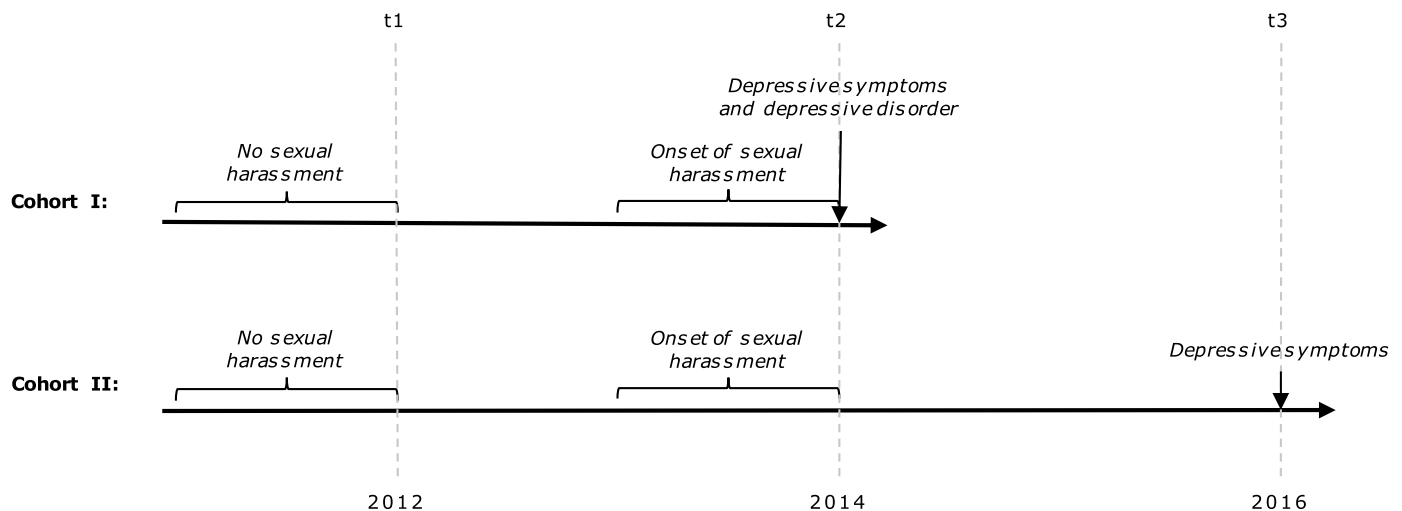 t1 t2 t3
Depressive symptoms
and depressive disorder
No sexual
harassment
Onset of sexual
harassment
Cohort I:
No sexual
harassment
Onset of sexual
harassment
Depressive symptoms
Cohort II:
2012 2014 2016